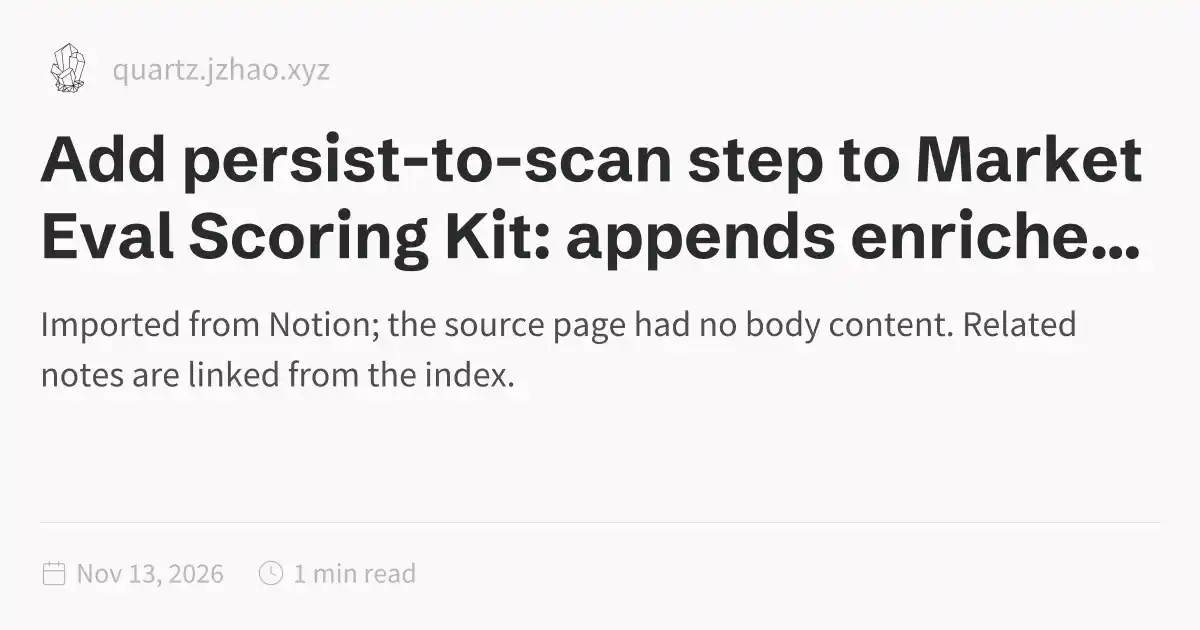 quartz.jzhao.xyz
Add persist-to-scan step to Market
Eval Scoring Kit: appends enriche...
Imported from Notion; the source page had no body content. Related
notes are linked from the index.
Nov 13, 2026
1 min read